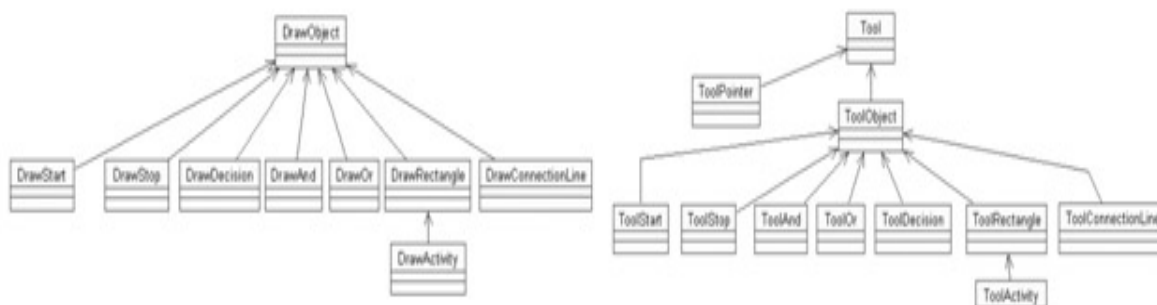 DrawObject
DrawStart DrawStop DrawDecision DrawAnd DrawOr DrawRectangle DrawConnectionLine
DrawActivity
Tool
ToolPointer
ToolObject
ToolStart ToolStop ToolAnd ToolOr ToolDecision ToolRectangle ToolConnectionLine
ToolActivity